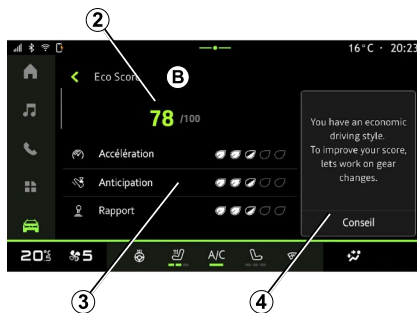 2
16°C · 20:23
Eco Score
B
78 /100
You have an economic
driving style.
To improve your score,
lets work on gear
changes.
Accélération
Anticipation
Rapport
Conseil
20
5
A/C
3
4